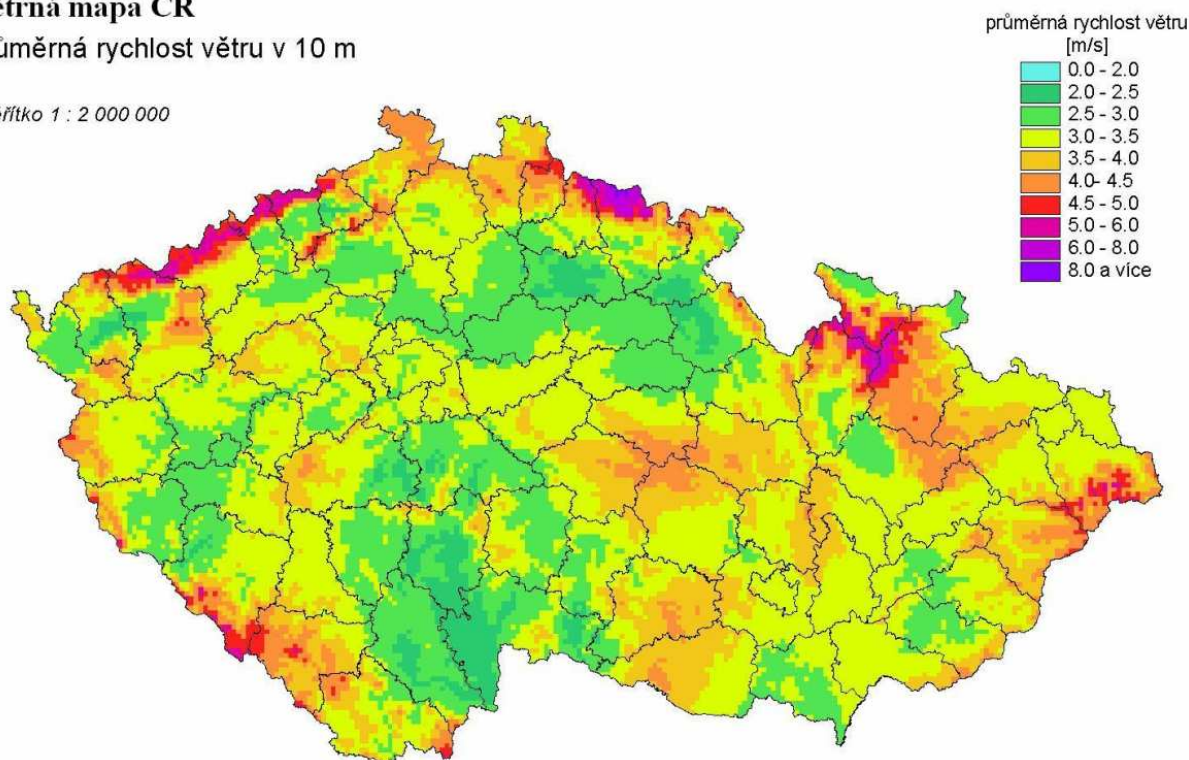 ětrná mapa ČR
ůměrná rychlost větru v 10 m
ěřítko 1 : 2 000 000
průměrná rychlost větru
[m/s]
0.0 - 2.0
2.0 - 2.5
2.5 - 3.0
3.0 - 3.5
3.5 - 4.0
4.0- 4.5
4.5 - 5.0
5.0 - 6.0
6.0 - 8.0
8.0 a více